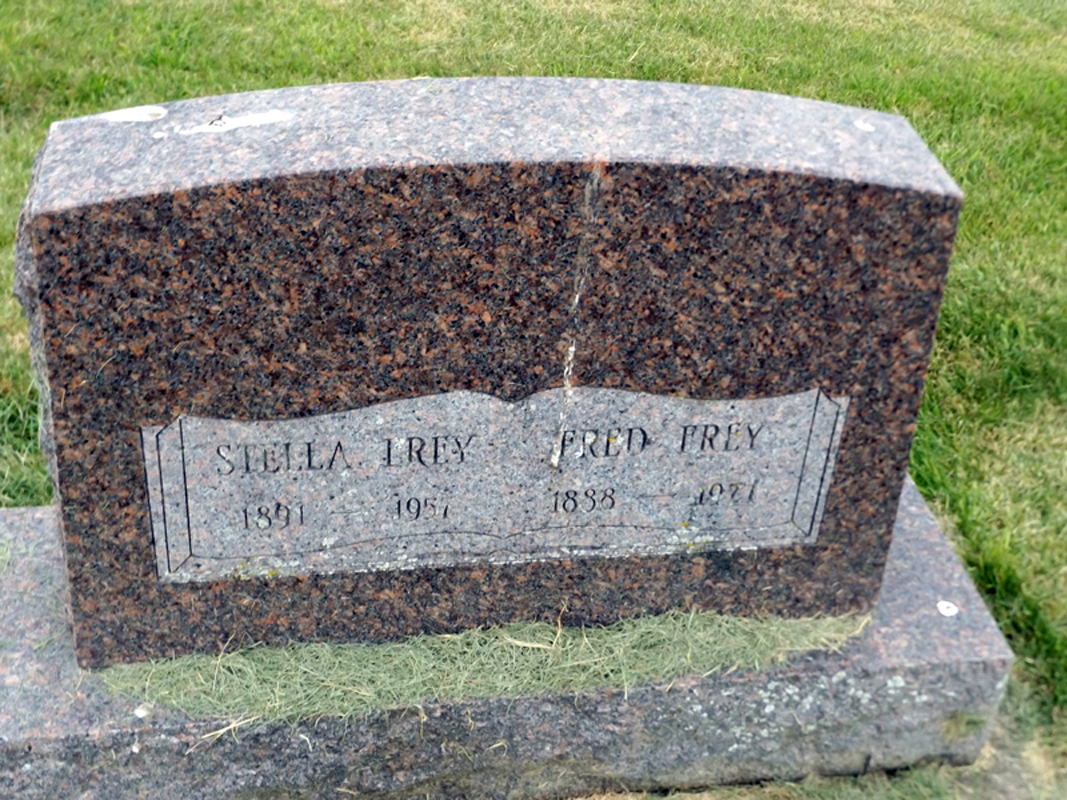 STELLA FREY FRED FREY
1891 — 1957 1888 — 1971